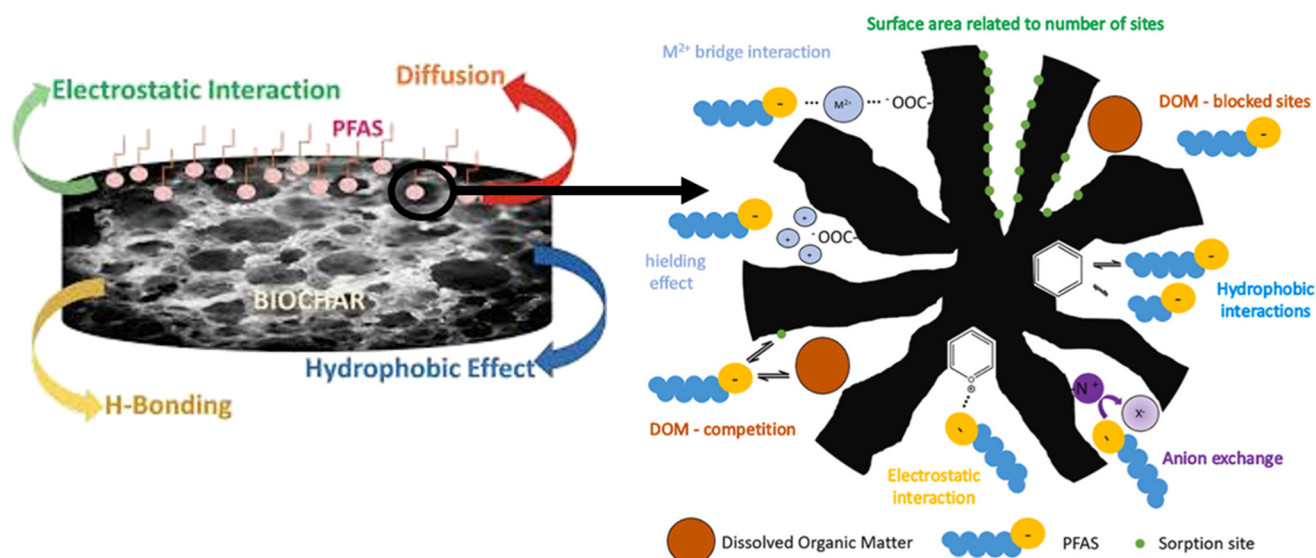 Electrostatic Interaction
Diffusion
PFAS
BIOCHAR
Hydrophobic Effect
H-Bonding
Surface area related to number of sites
M²⁺ bridge interaction
- M²⁺ ⁻OOC-
DOM - blocked sites
-
- + + + ⁻OOC-
hielding
effect
-
-
Hydrophobic
interactions
-
DOM - competition
O
⊕
-
Electrostatic
interaction
-N⁺
X⁻
-
Anion exchange
Dissolved Organic Matter
-
PFAS
Sorption site